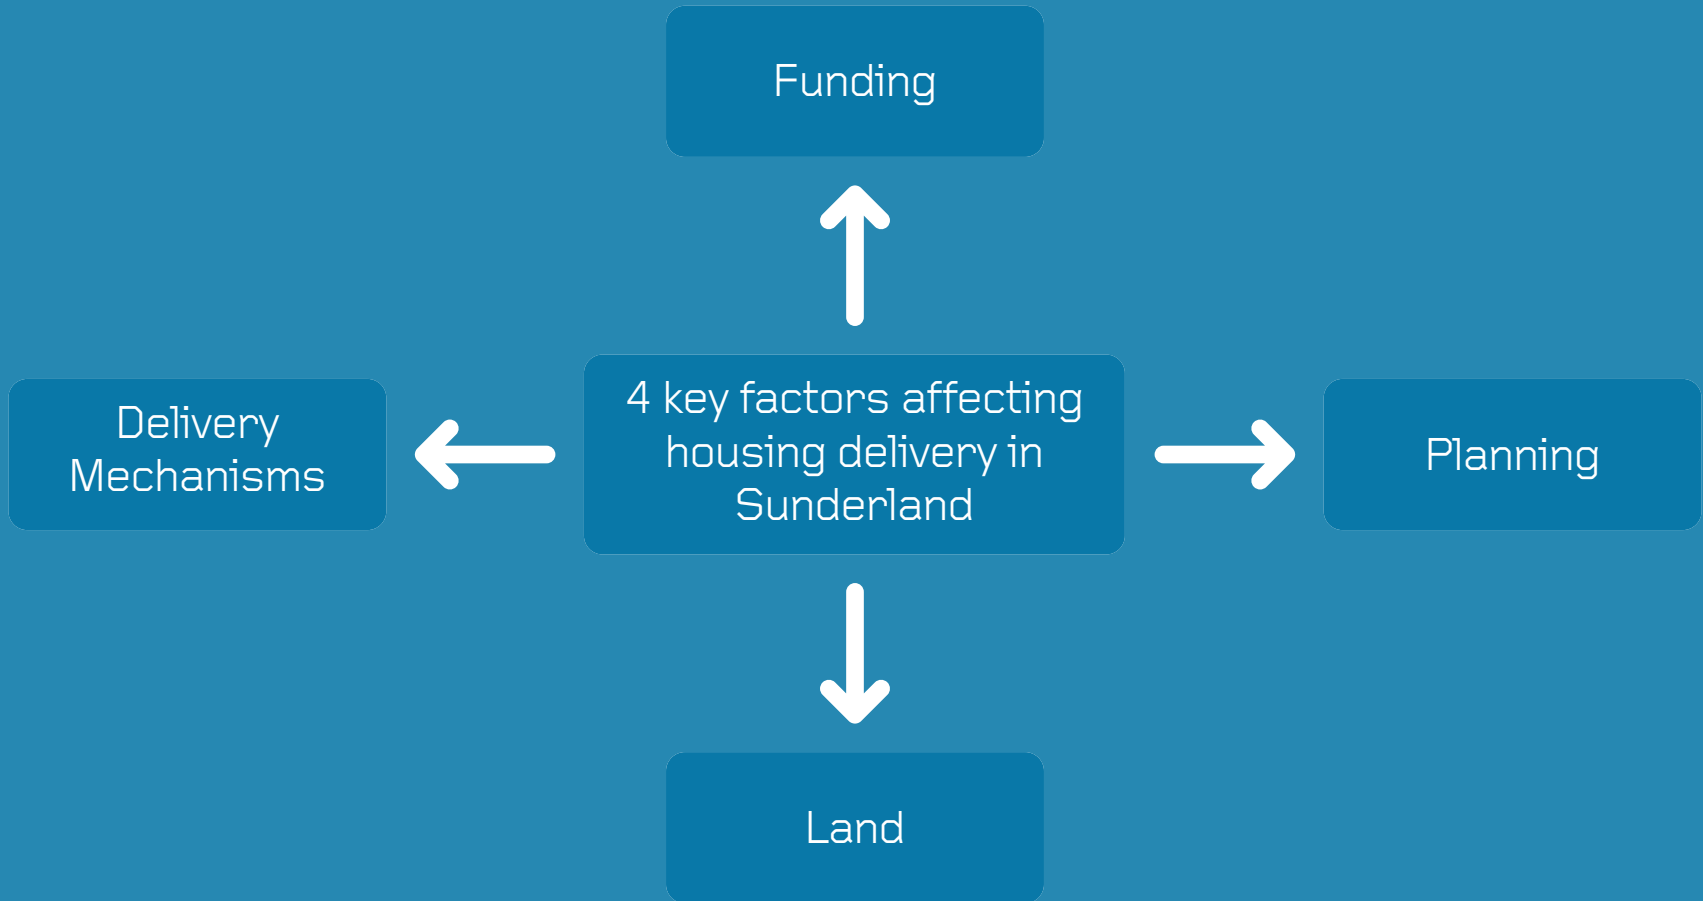 Funding
4 key factors affecting
housing delivery in
Sunderland
Delivery
Mechanisms
Planning
Land